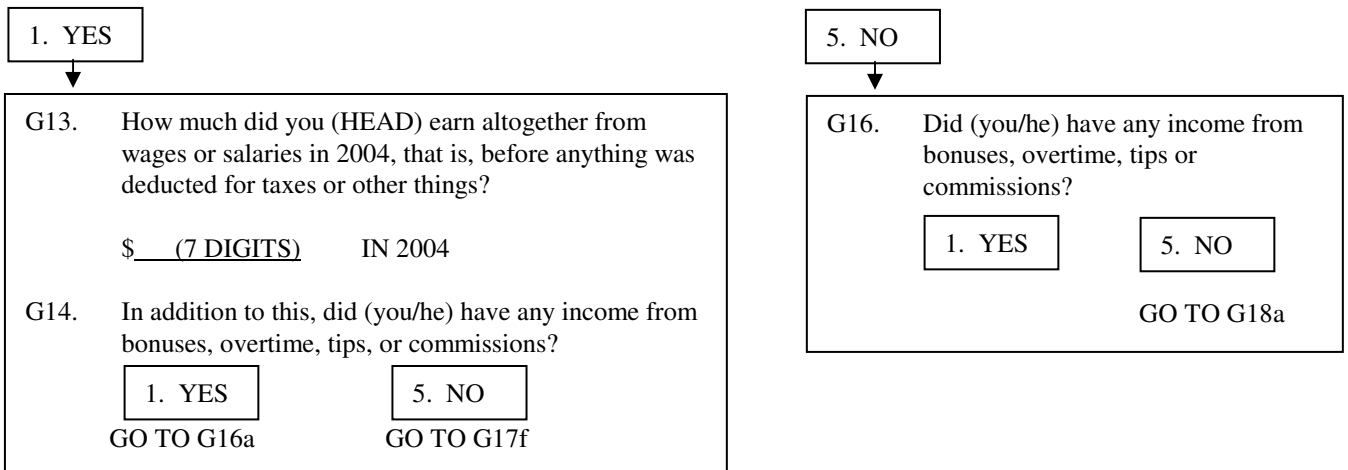 1. YES
G13. How much did you (HEAD) earn altogether from
wages or salaries in 2004, that is, before anything was
deducted for taxes or other things?
$ (7 DIGITS) IN 2004
G14. In addition to this, did (you/he) have any income from
bonuses, overtime, tips, or commissions?
1. YES 5. NO
GO TO G16a GO TO G17f
5. NO
G16. Did (you/he) have any income from
bonuses, overtime, tips or
commissions?
1. YES 5. NO
GO TO G18a